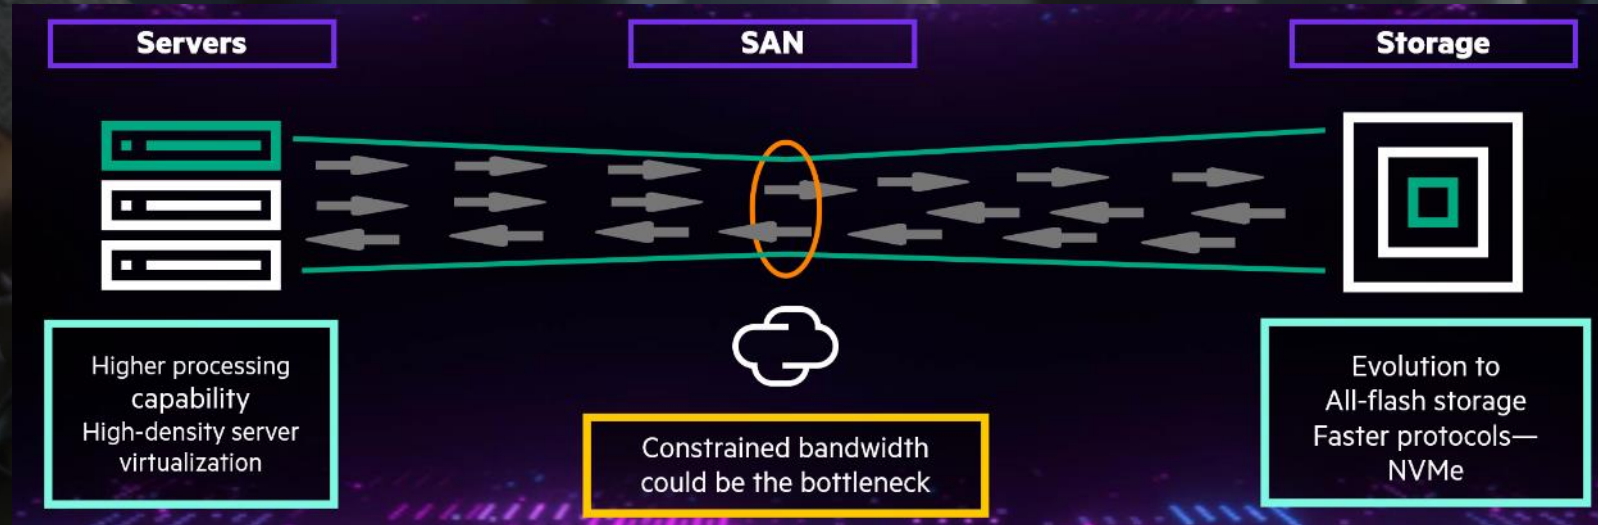 Servers
SAN
Storage
Higher processing
capability
High-density server
virtualization
Constrained bandwidth
could be the bottleneck
Evolution to
All-flash storage
Faster protocols—
NVMe